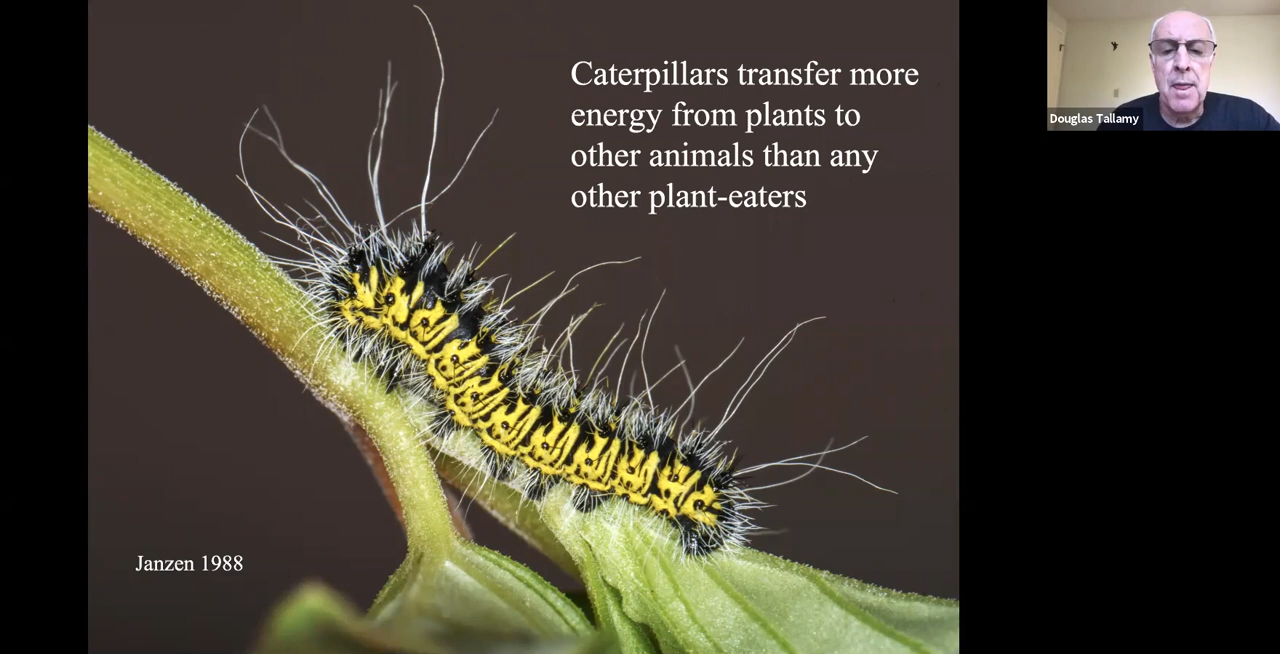 Caterpillars transfer more
energy from plants to
other animals than any
other plant-eaters
Douglas Tallamy
Janzen 1988